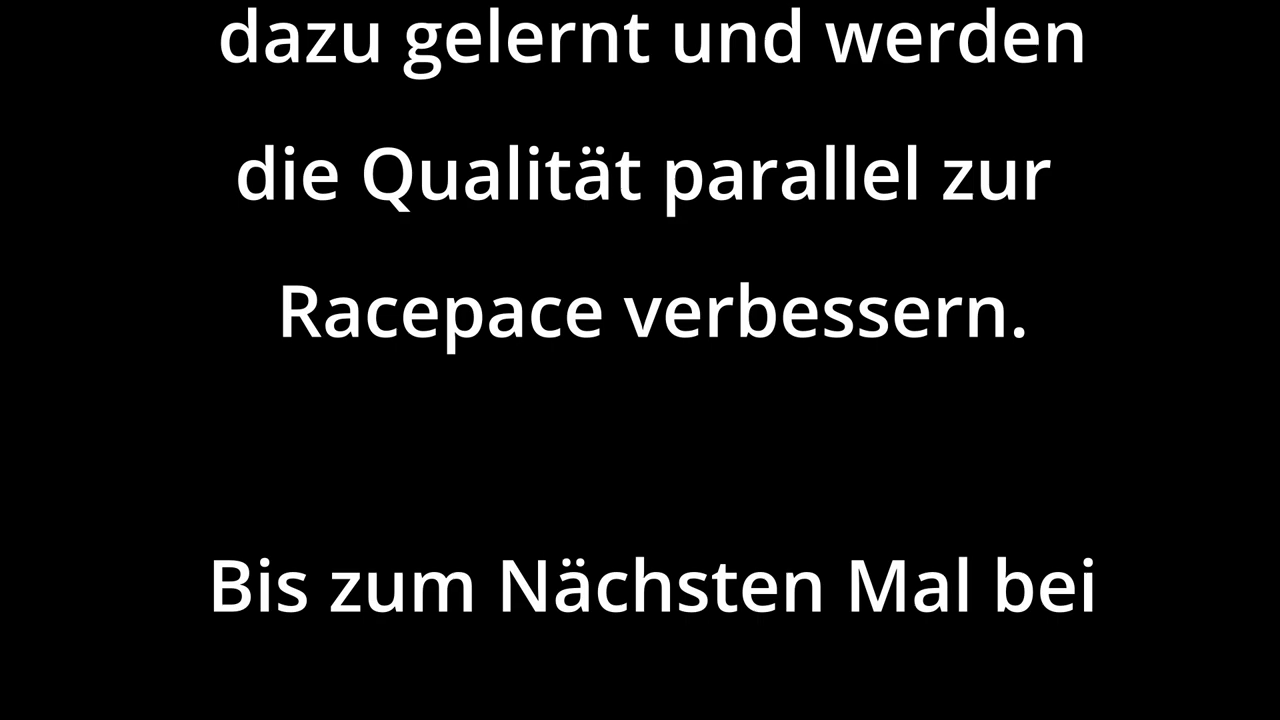 dazu gelernt und werden
die Qualität parallel zur
Racepace verbessern.
Bis zum Nächsten Mal bei